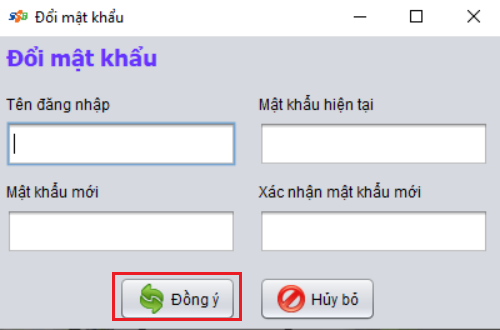 Đổi mật khẩu
Đổi mật khẩu
Tên đăng nhập
Mật khẩu hiện tại
Mật khẩu mới
Xác nhận mật khẩu mới
Đồng ý
Hủy bỏ